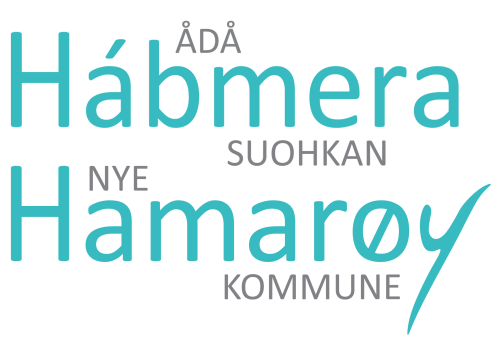 ÅDÅ
Hábmera
SUOHKAN
NYE
Hamarøy
KOMMUNE